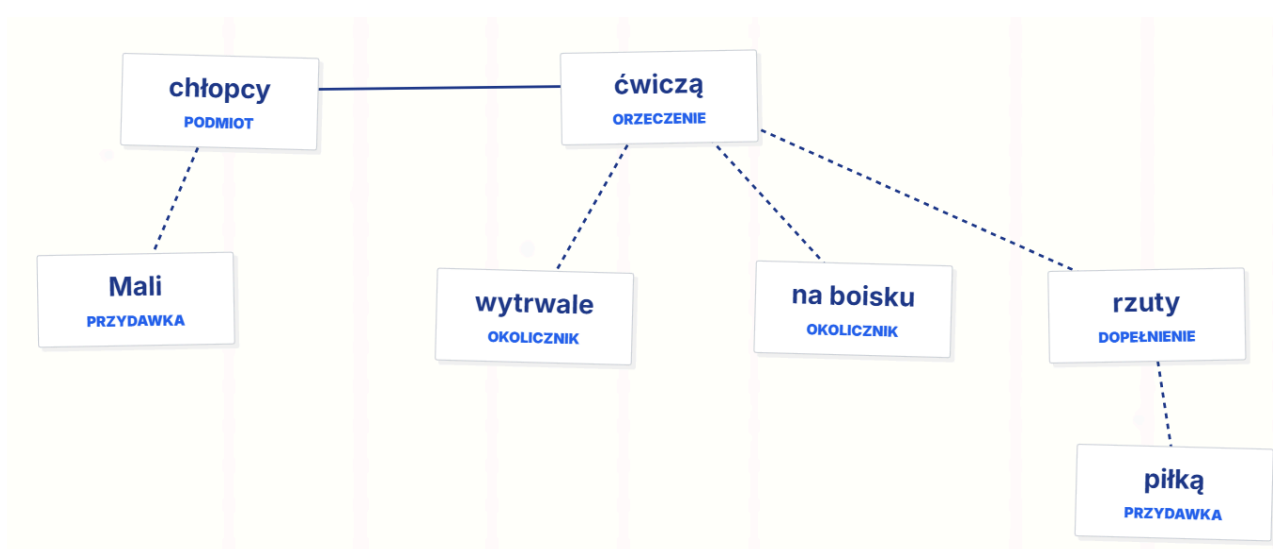 chłopcy
PODMIOT
ćwiczą
ORZECZENIE
Mali
PRZYDAWKA
wytrwale
OKOLICZNIK
na boisku
OKOLICZNIK
rzuty
DOPEŁNIENIE
piłką
PRZYDAWKA